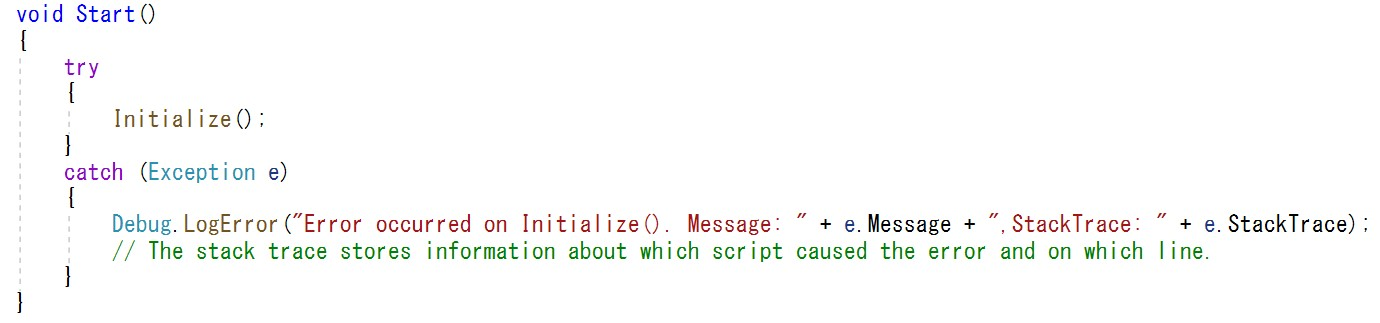 void Start()
{
    try
    {
        Initialize();
    }
    catch (Exception e)
    {
        Debug.LogError("Error occurred on Initialize(). Message: " + e.Message + ",StackTrace: " + e.StackTrace);
        // The stack trace stores information about which script caused the error and on which line.
    }
}